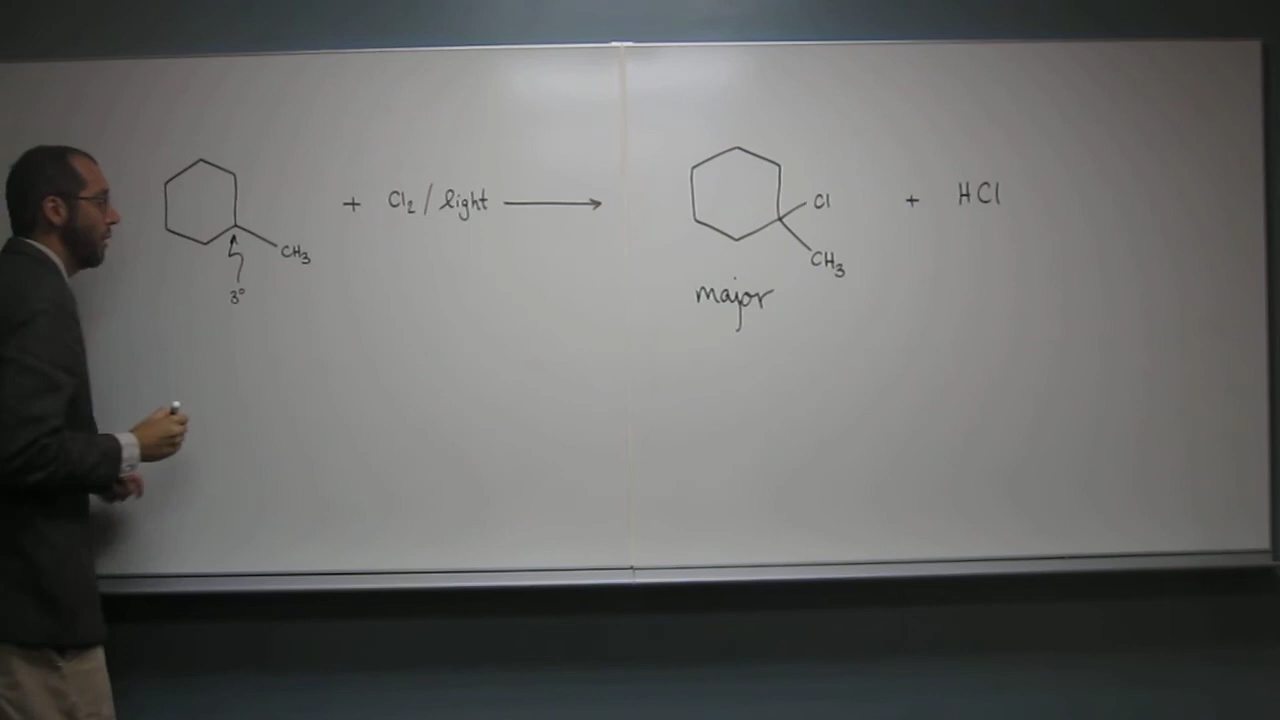 + Cl₂ / light ⟶
Cl
+ HCl
CH₃
3°
CH₃
major